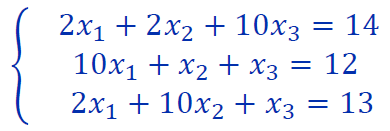 2x₁ + 2x₂ + 10x₃ = 14
10x₁ + x₂ + x₃ = 12
2x₁ + 10x₂ + x₃ = 13